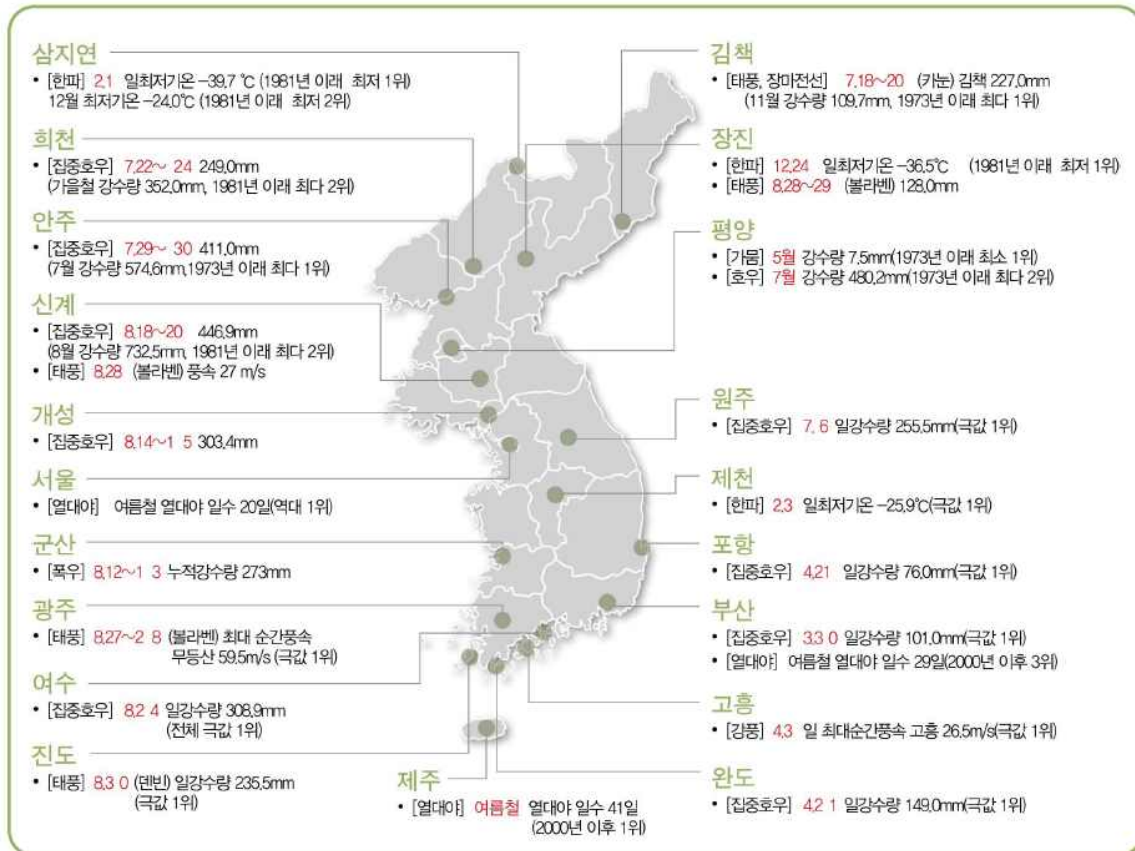 삼지연
• [한파] 2.1 일최저기온 -39.7 ℃ (1981년 이래 최저 1위)
12월 최저기온 -24.0℃ (1981년 이래 최저 2위)
희천
• [집중호우] 7.22~ 24 249.0mm
(가을철 강수량 352.0mm, 1981년 이래 최다 2위)
안주
• [집중호우] 7.29~ 30 411.0mm
(7월 강수량 574.6mm,1973년 이래 최다 1위)
신계
• [집중호우] 8.18~20 446.9mm
(8월 강수량 732.5mm, 1981년 이래 최다 2위)
• [태풍] 8.28 (볼라벤) 풍속 27 m/s
개성
• [집중호우] 8.14~1 5 303.4mm
서울
• [열대야] 여름철 열대야 일수 20일(역대 1위)
군산
• [폭우] 8.12~1 3 누적강수량 273mm
광주
• [태풍] 8.27~2 8 (볼라벤) 최대 순간풍속
무등산 59.5m/s (극값 1위)
여수
• [집중호우] 8.2 4 일강수량 308.9mm
(전체 극값 1위)
진도
• [태풍] 8.3 0 (덴빈) 일강수량 235.5mm
(극값 1위)
제주
• [열대야] 여름철 열대야 일수 41일
(2000년 이후 1위)
김책
• [태풍, 장마전선] 7.18~20 (카눈) 김책 227.0mm
(11월 강수량 109.7mm, 1973년 이래 최다 1위)
장진
• [한파] 12.24 일최저기온 -36.5℃ (1981년 이래 최저 1위)
• [태풍] 8.28~29 (볼라벤) 128.0mm
평양
• [가뭄] 5월 강수량 7.5mm(1973년 이래 최소 1위)
• [호우] 7월 강수량 480.2mm(1973년 이래 최다 2위)
원주
• [집중호우] 7. 6 일강수량 255.5mm(극값 1위)
제천
• [한파] 2.3 일최저기온 -25.9℃(극값 1위)
포항
• [집중호우] 4.21 일강수량 76.0mm(극값 1위)
부산
• [집중호우] 3.3 0 일강수량 101.0mm(극값 1위)
• [열대야] 여름철 열대야 일수 29일(2000년 이후 3위)
고흥
• [강풍] 4.3 일 최대순간풍속 고흥 26.5m/s(극값 1위)
완도
• [집중호우] 4.2 1 일강수량 149.0mm(극값 1위)